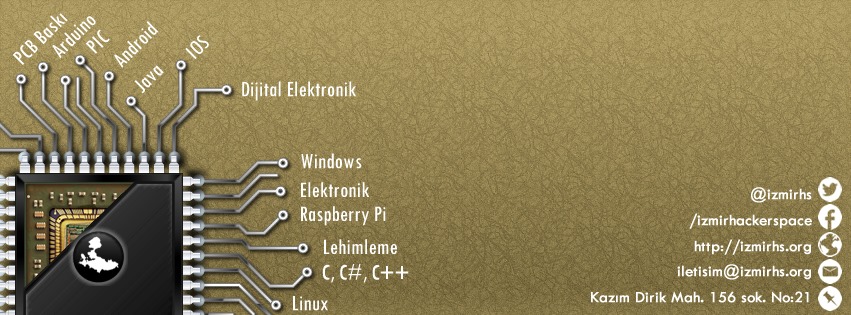 PCB Baskı
Arduino
PIC
Android
Java
IOS
Dijital Elektronik
Windows
Elektronik
Raspberry Pi
Lehimleme
C, C#, C++
Linux
@izmirhs
/izmirhackerspace
http://izmirhs.org
iletisim@izmirhs.org
Kazım Dirik Mah. 156 sok. No:21